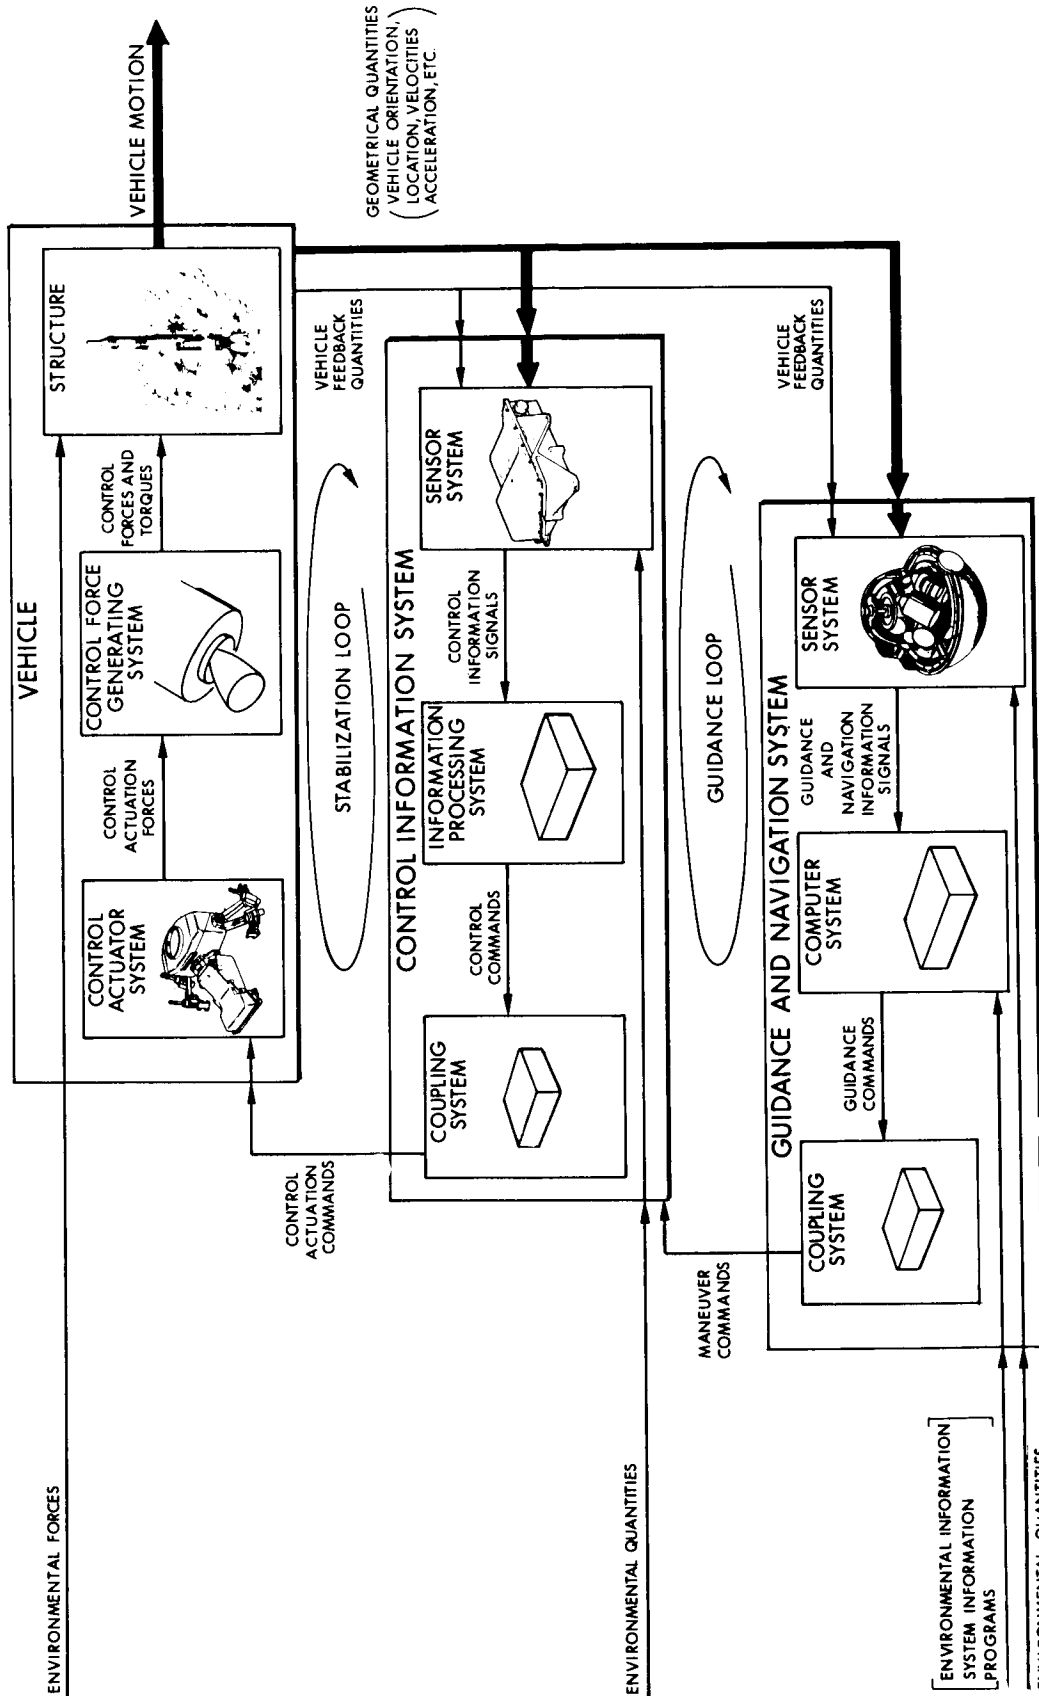 ENVIRONMENTAL FORCES
VEHICLE
CONTROL
ACTUATOR
SYSTEM
CONTROL
ACTUATION
FORCES
CONTROL FORCE
GENERATING
SYSTEM
CONTROL
FORCES AND
TORQUES
STRUCTURE
VEHICLE MOTION
GEOMETRICAL QUANTITIES
(VEHICLE ORIENTATION,
LOCATION, VELOCITIES
ACCELERATION, ETC.)
CONTROL
ACTUATION
COMMANDS
STABILIZATION LOOP
VEHICLE
FEEDBACK
QUANTITIES
CONTROL INFORMATION SYSTEM
COUPLING
SYSTEM
CONTROL
COMMANDS
INFORMATION
PROCESSING
SYSTEM
CONTROL
INFORMATION
SIGNALS
SENSOR
SYSTEM
ENVIRONMENTAL QUANTITIES
MANEUVER
COMMANDS
GUIDANCE LOOP
VEHICLE
FEEDBACK
QUANTITIES
GUIDANCE AND NAVIGATION SYSTEM
COUPLING
SYSTEM
GUIDANCE
COMMANDS
COMPUTER
SYSTEM
GUIDANCE
AND
NAVIGATION
INFORMATION
SIGNALS
SENSOR
SYSTEM
[ENVIRONMENTAL INFORMATION]
SYSTEM INFORMATION
PROGRAMS
ENVIRONMENTAL QUANTITIES